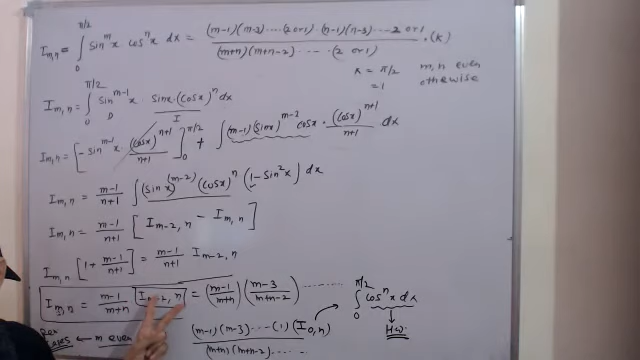 I_{m,n} = ∫_0^{π/2} sin^m x cos^n x dx = (m-1)(m-3)....(2 or 1)·(n-1)(n-3)....2 or 1 / (m+n)(m+n-2)..... (2 or 1) · (K)
K = π/2 m,n even
= 1 otherwise
I_{m,n} = ∫_0^{π/2} sin^{m-1} x · sinx·(cosx)^n dx
D I
I_{m,n} = [-sin^{m-1} x · (cosx)^{n+1} / n+1]_0^{π/2} + ∫ (m-1)(sinx)^{m-2} cosx · (cosx)^{n+1} / n+1 dx
I_{m,n} = m-1 / n+1 ∫ (sinx)^{(m-2)} (cosx)^n (1-sin^2 x) dx
I_{m,n} = m-1 / n+1 [I_{m-2,n} - I_{m,n}]
I_{m,n} [1 + m-1 / n+1] = m-1 / n+1 I_{m-2,n}
I_{m,n} = m-1 / m+n I_{m-2,n} = (m-1 / m+n) (m-3 / m+n-2) ........
∫_0^{π/2} cos^n x dx
H.W.
cases ← m even
(m-1)(m-3)....(1) (I_{0,n}) / (m+n)(m+n-2).....